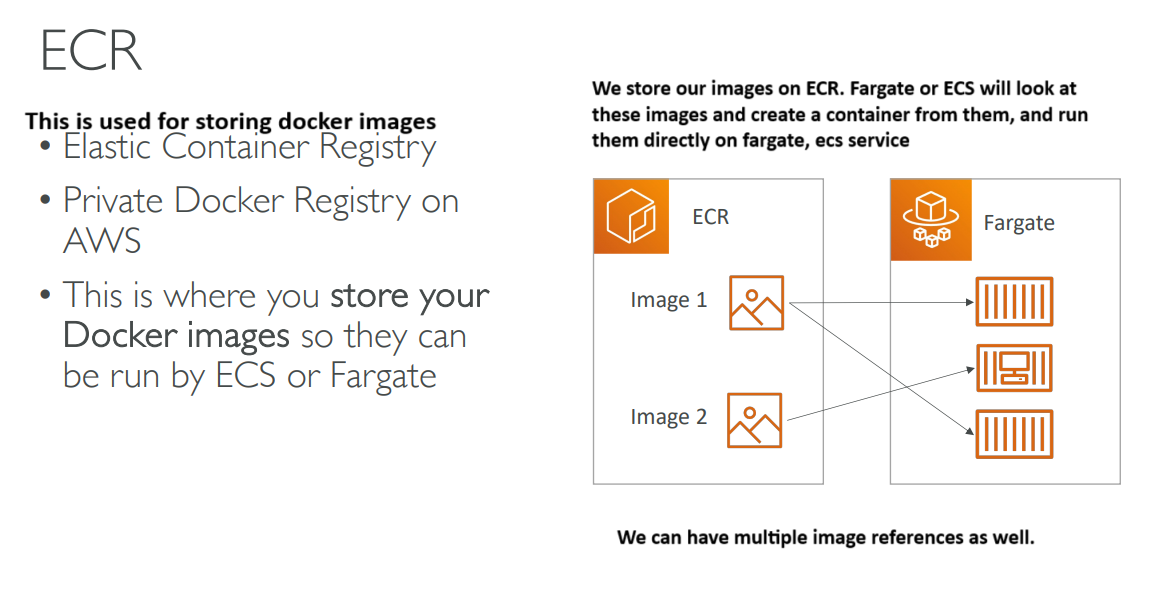 ECR
This is used for storing docker images
• Elastic Container Registry
• Private Docker Registry on
AWS
• This is where you store your
Docker images so they can
be run by ECS or Fargate
We store our images on ECR. Fargate or ECS will look at
these images and create a container from them, and run
them directly on fargate, ecs service
ECR
Fargate
Image 1
Image 2
We can have multiple image references as well.